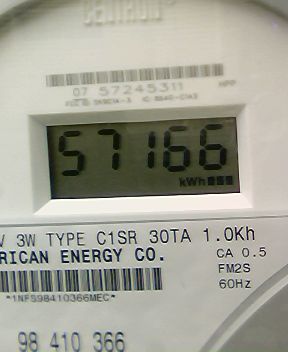 CENTRON
07 57245311
57166
kWh
V 3W TYPE C1SR 30TA 1.0Kh
RICAN ENERGY CO.
CA 0.5
FM2S
60Hz
*1NFS98410366MEC*
98 410 366